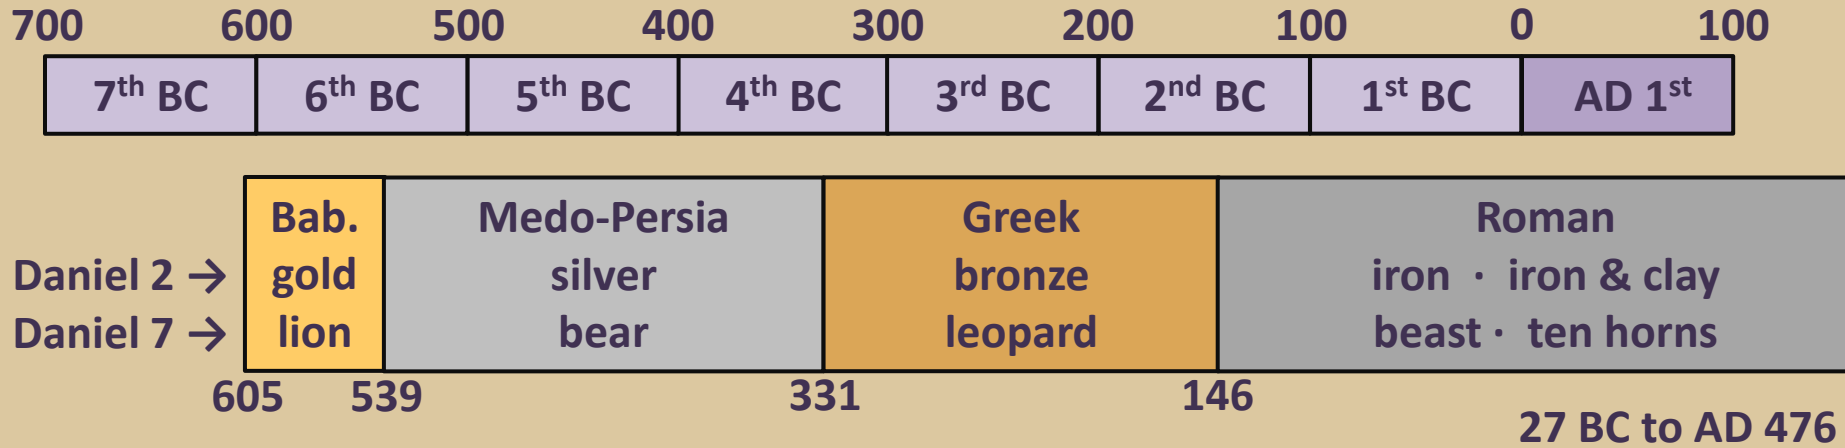 700 600 500 400 300 200 100 0 100
7th BC 6th BC 5th BC 4th BC 3rd BC 2nd BC 1st BC AD 1st
Bab. Medo-Persia Greek Roman
Daniel 2 → gold silver bronze iron · iron & clay
Daniel 7 → lion bear leopard beast · ten horns
605 539 331 146
27 BC to AD 476